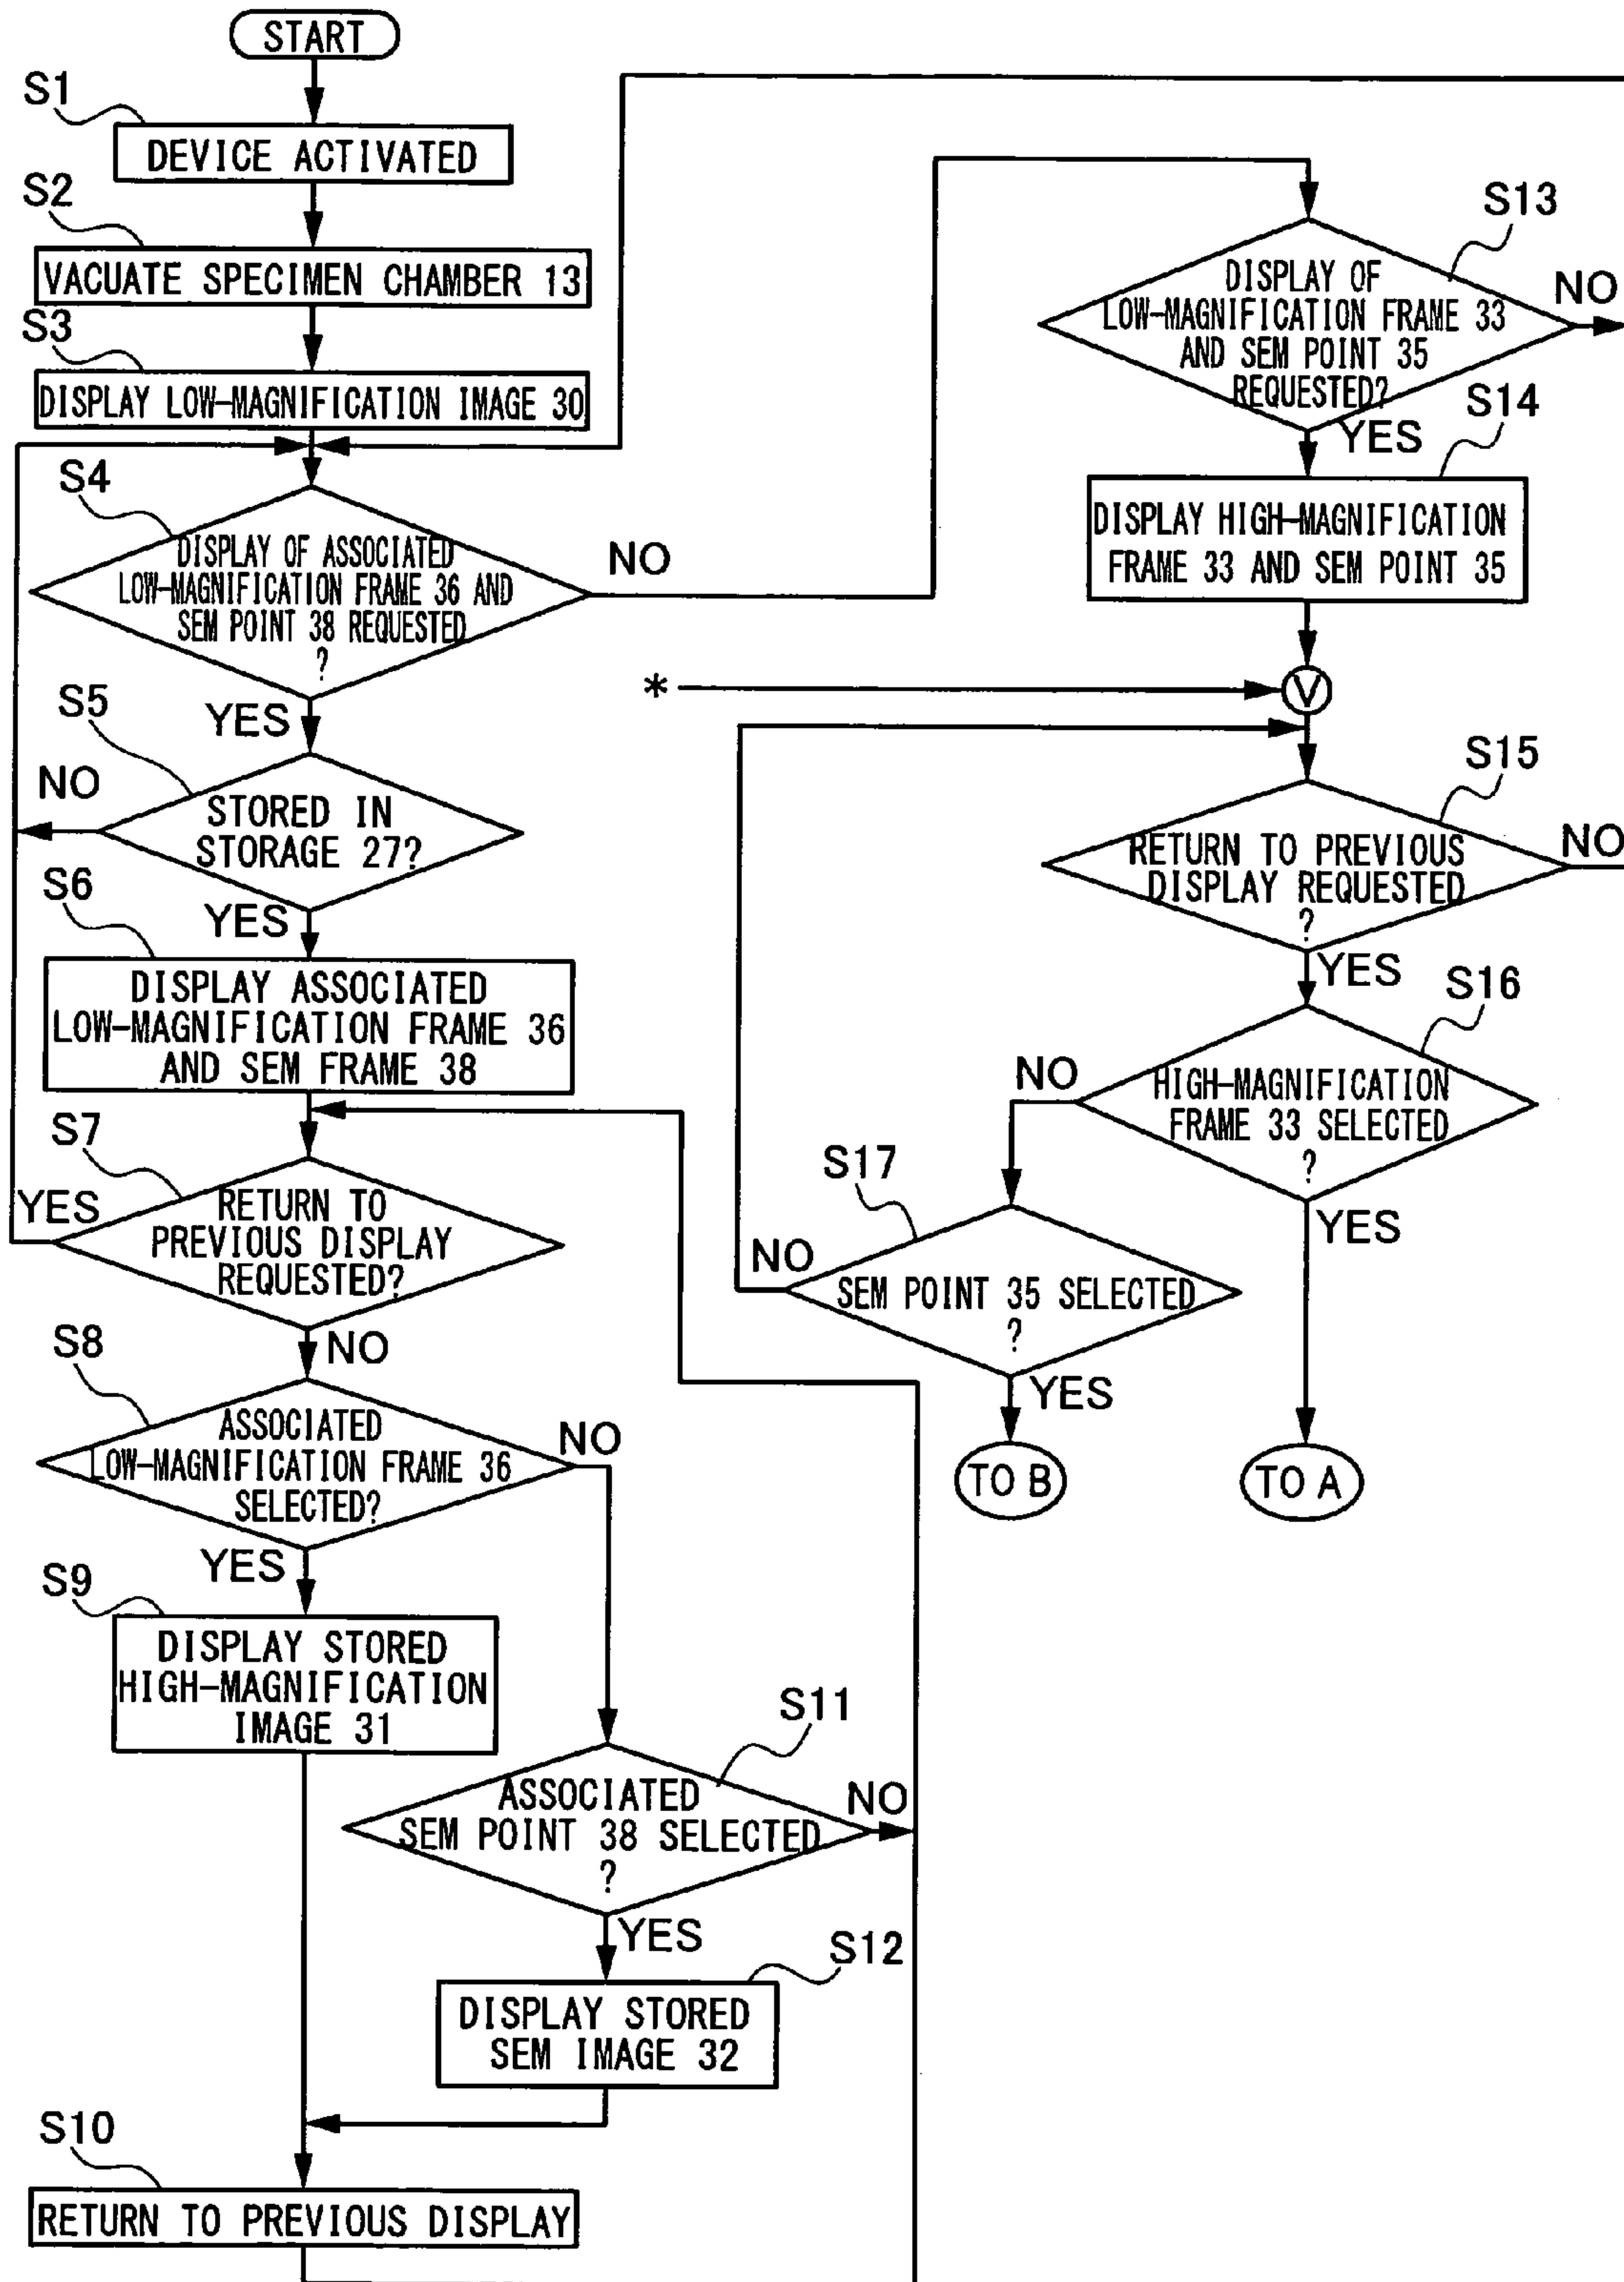 START
S1
DEVICE ACTIVATED
S2
VACUATE SPECIMEN CHAMBER 13
S3
DISPLAY LOW-MAGNIFICATION IMAGE 30
S4
DISPLAY OF ASSOCIATED
LOW-MAGNIFICATION FRAME 36 AND
SEM POINT 38 REQUESTED
?
NO
YES
S5
STORED IN
STORAGE 27?
NO
YES
S6
DISPLAY ASSOCIATED
LOW-MAGNIFICATION FRAME 36
AND SEM FRAME 38
S7
RETURN TO
PREVIOUS DISPLAY
REQUESTED?
YES
NO
S8
ASSOCIATED
LOW-MAGNIFICATION FRAME 36
SELECTED?
NO
YES
S9
DISPLAY STORED
HIGH-MAGNIFICATION
IMAGE 31
S11
ASSOCIATED
SEM POINT 38 SELECTED
?
NO
YES
S12
DISPLAY STORED
SEM IMAGE 32
S10
RETURN TO PREVIOUS DISPLAY
S13
DISPLAY OF
LOW-MAGNIFICATION FRAME 33
AND SEM POINT 35
REQUESTED?
NO
YES
S14
DISPLAY HIGH-MAGNIFICATION
FRAME 33 AND SEM POINT 35
*
V
S15
RETURN TO PREVIOUS
DISPLAY REQUESTED
?
NO
YES
S16
HIGH-MAGNIFICATION
FRAME 33 SELECTED
?
NO
YES
S17
SEM POINT 35 SELECTED
?
NO
YES
TO B
TO A